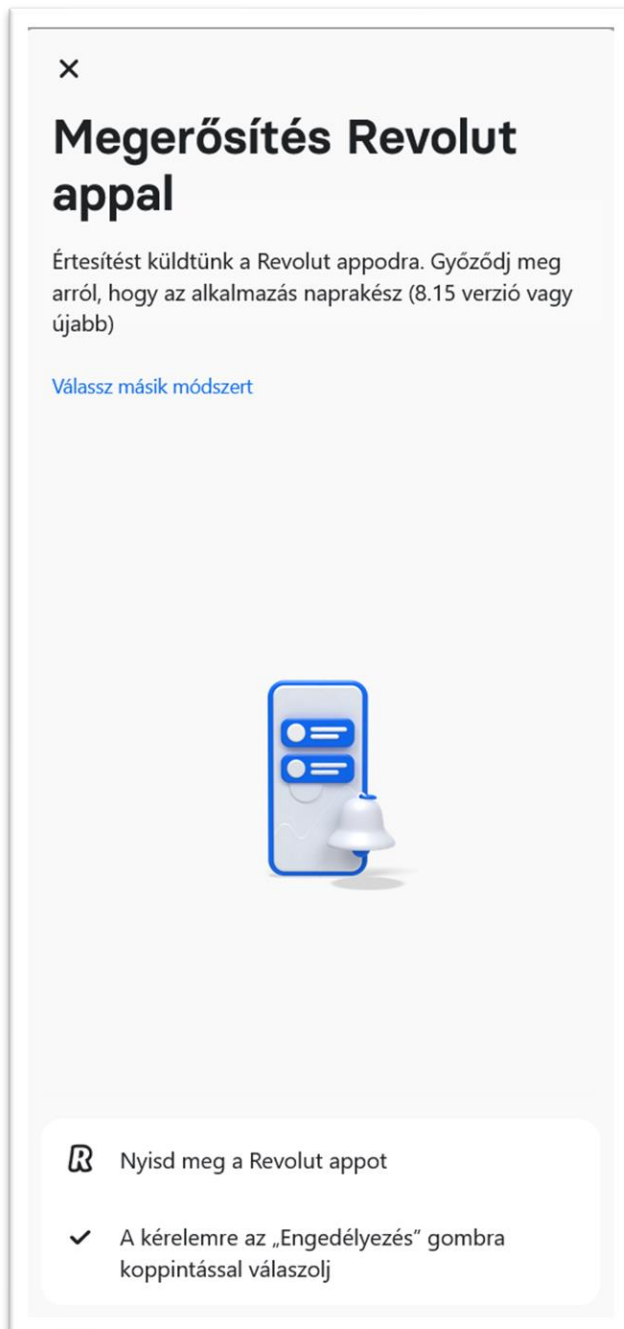 Megerősítés Revolut
appal
Értesítést küldtünk a Revolut appodra. Győződj meg
arról, hogy az alkalmazás naprakész (8.15 verzió vagy
újabb)
Válassz másik módszert
Nyisd meg a Revolut appot
A kérelemre az „Engedélyezés” gombra
koppintással válaszolj